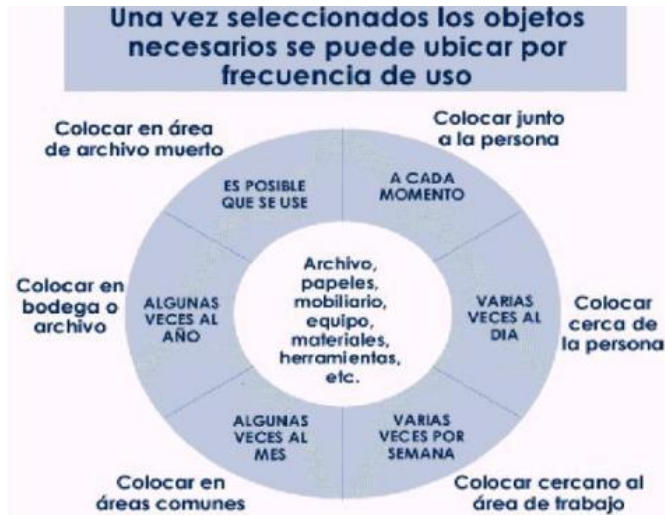 Una vez seleccionados los objetos
necesarios se puede ubicar por
frecuencia de uso
Colocar en área
de archivo muerto
Colocar junto
a la persona
ES POSIBLE
QUE SE USE
A CADA
MOMENTO
Colocar en
bodega o
archivo
ALGUNAS
VECES AL
AÑO
Archivo,
papeles,
mobiliario,
equipo,
materiales,
herramientas,
etc.
VARIAS
VECES AL
DIA
Colocar
cerca de
la persona
ALGUNAS
VECES AL
MES
VARIAS
VECES POR
SEMANA
Colocar en
áreas comunes
Colocar cercano al
área de trabajo